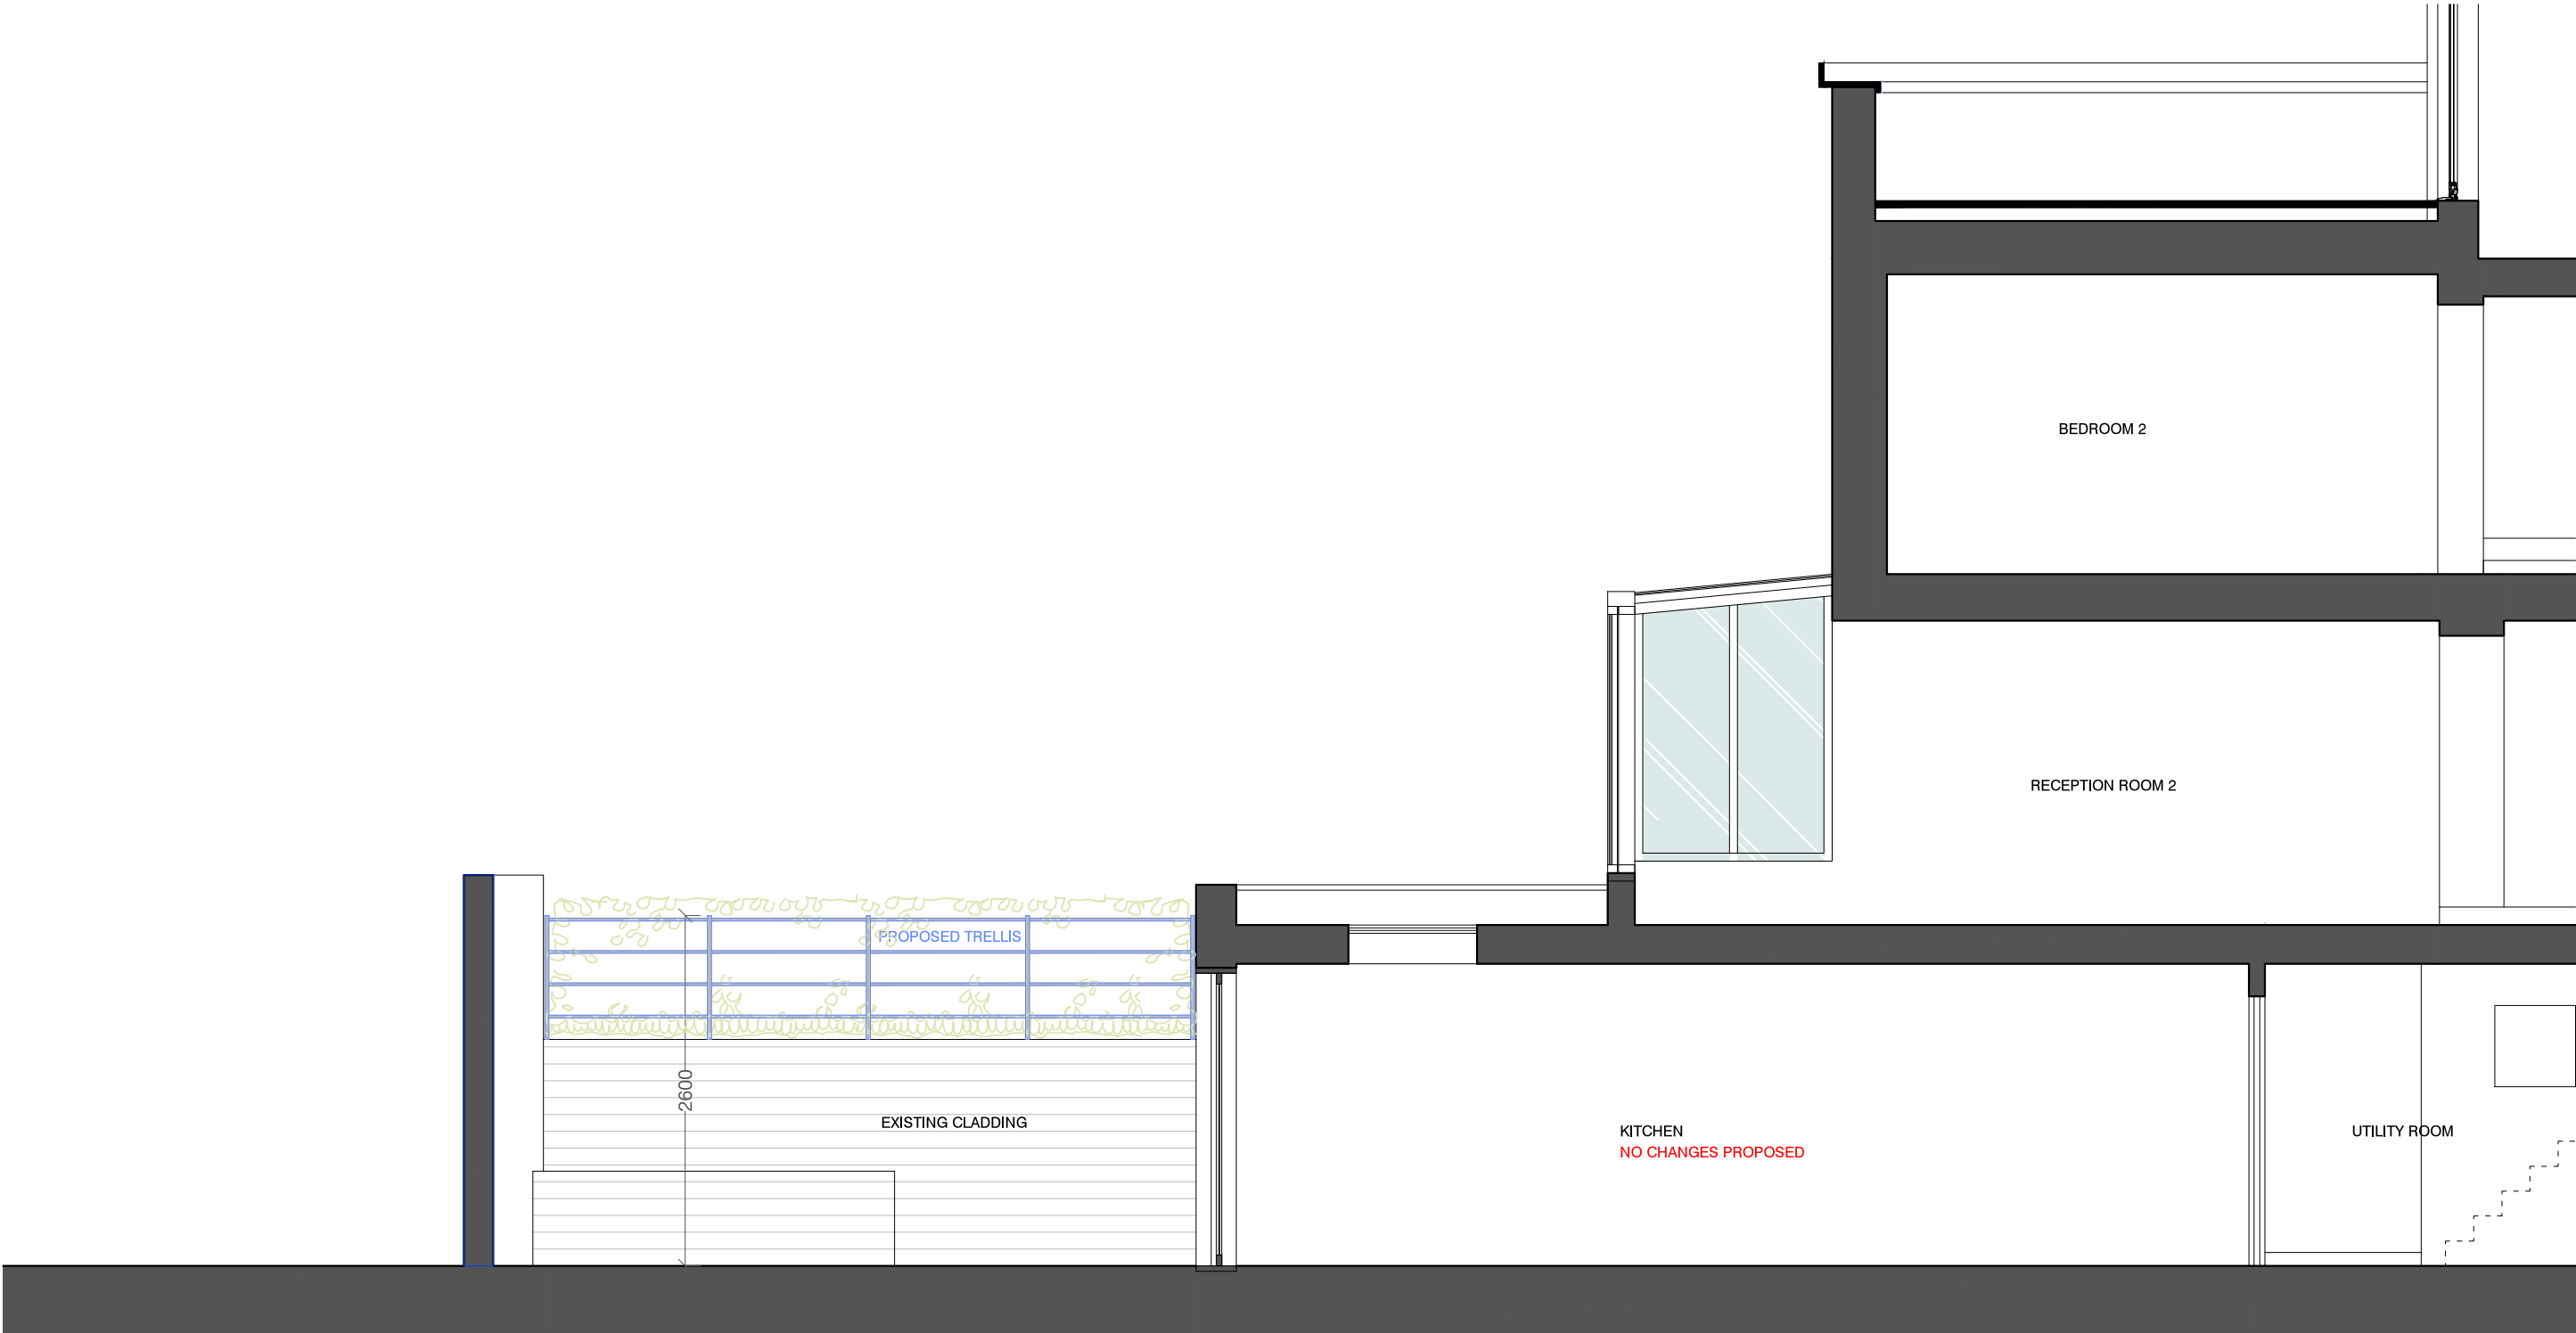 BEDROOM 2
RECEPTION ROOM 2
PROPOSED TRELLIS
2600
EXISTING CLADDING
KITCHEN
NO CHANGES PROPOSED
UTILITY ROOM